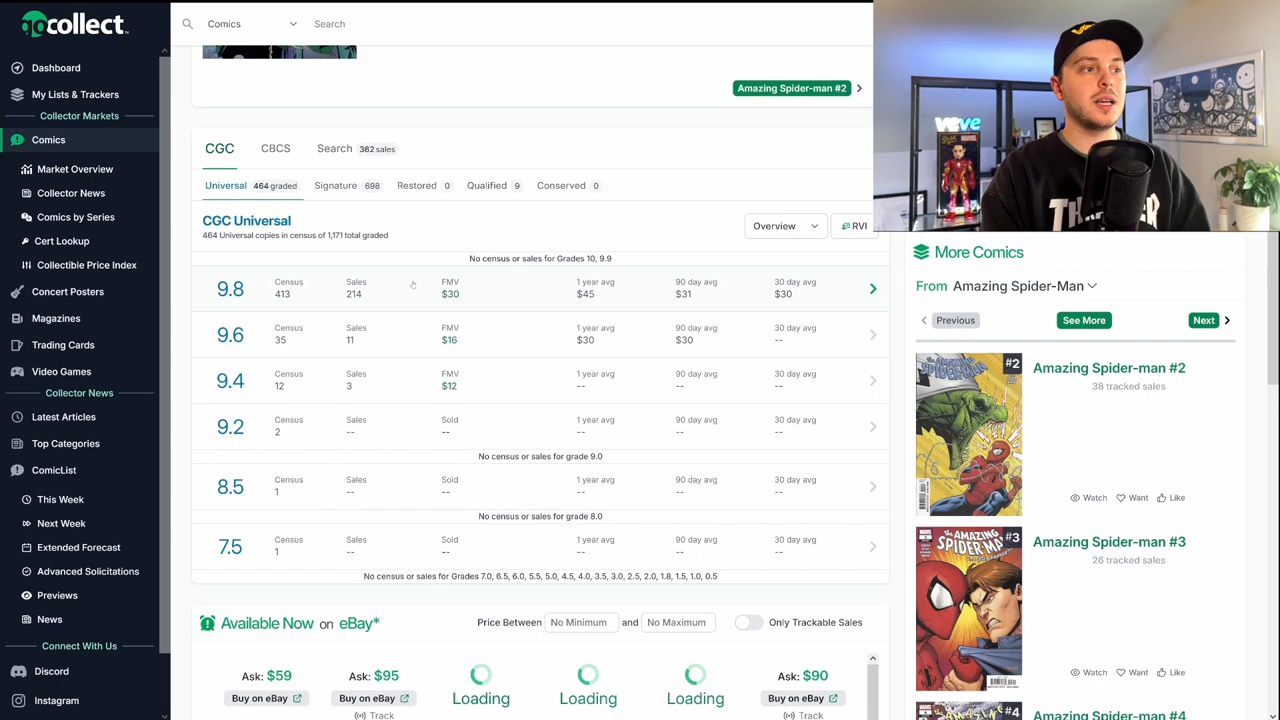 gocollect
Dashboard
My Lists & Trackers
Collector Markets
Comics
Market Overview
Collector News
Comics by Series
Cert Lookup
Collectible Price Index
Concert Posters
Magazines
Trading Cards
Video Games
Collector News
Latest Articles
Top Categories
ComicList
This Week
Next Week
Extended Forecast
Advanced Solicitations
Previews
News
Connect With Us
Discord
Instagram
Comics
Search
Amazing Spider-man #2
CGC
CBCS
Search 362 sales
Universal 464 graded
Signature 698
Restored 0
Qualified 9
Conserved 0
CGC Universal
464 Universal copies in census of 1,171 total graded
Overview
RVI
No census or sales for Grades 10, 9.9
9.8
Census Sales FMV 1 year avg 90 day avg 30 day avg
413 214 $30 $45 $31 $30
9.6
Census Sales FMV 1 year avg 90 day avg 30 day avg
35 11 $16 $30 $30 --
9.4
Census Sales FMV 1 year avg 90 day avg 30 day avg
12 3 $12 -- -- --
9.2
Census Sales Sold 1 year avg 90 day avg 30 day avg
2 -- -- -- -- --
No census or sales for grade 9.0
8.5
Census Sales Sold 1 year avg 90 day avg 30 day avg
1 -- -- -- -- --
No census or sales for grade 8.0
7.5
Census Sales Sold 1 year avg 90 day avg 30 day avg
1 -- -- -- -- --
No census or sales for Grades 7.0, 6.5, 6.0, 5.5, 5.0, 4.5, 4.0, 3.5, 3.0, 2.5, 2.0, 1.8, 1.5, 1.0, 0.5
Available Now on eBay*
Price Between No Minimum and No Maximum
Only Trackable Sales
Ask: $59
Buy on eBay
Ask: $95
Buy on eBay
Track
Loading
Loading
Loading
Ask: $90
Buy on eBay
Track
veve
More Comics
From Amazing Spider-Man
Previous
See More
Next
#2
Amazing Spider-man #2
38 tracked sales
Watch Want Like
#3
Amazing Spider-man #3
26 tracked sales
Watch Want Like
#4
Amazing Spider-man #4